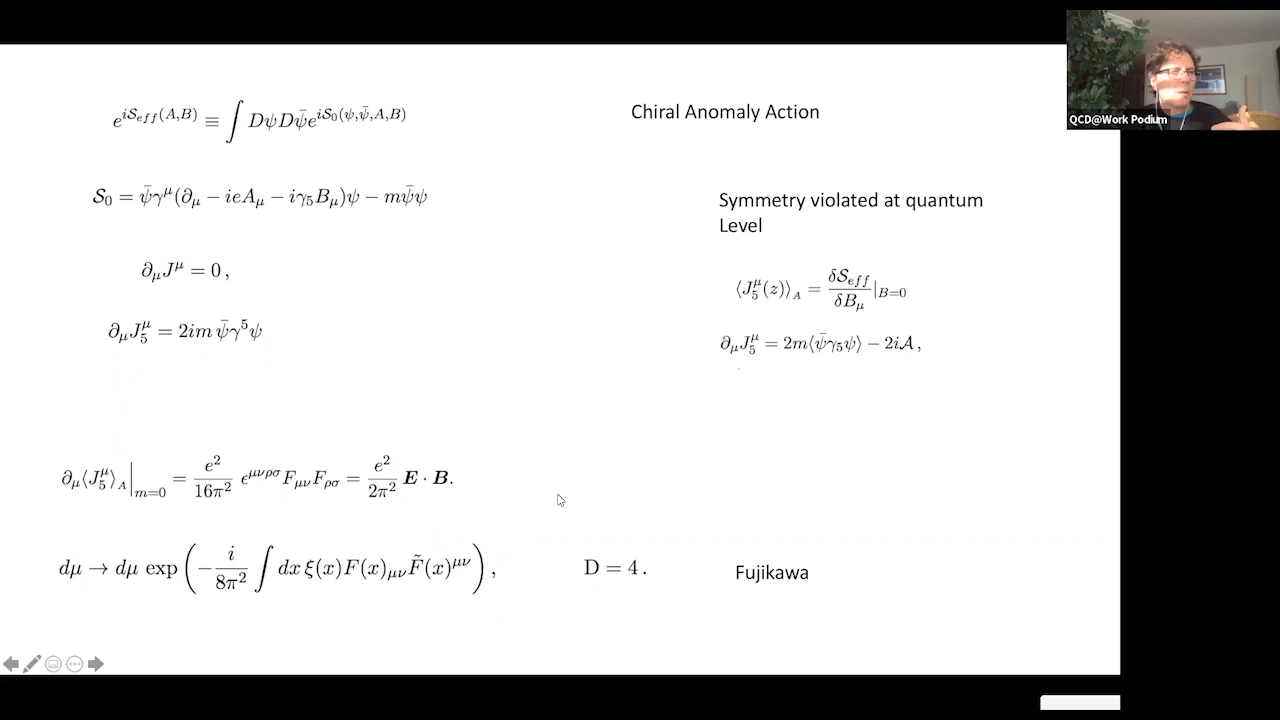 QCD@Work Podium
e^{iS_{eff}(A,B)} ≡ ∫ DψDψ̄e^{iS_0(ψ,ψ̄,A,B)}
Chiral Anomaly Action
S_0 = ψ̄γ^μ(∂_μ − ieA_μ − iγ_5B_μ)ψ − mψ̄ψ
Symmetry violated at quantum
Level
∂_μJ^μ = 0 ,
⟨J_5^μ(z)⟩_A = δS_{eff}/δB_μ |_{B=0}
∂_μJ_5^μ = 2im ψ̄γ^5ψ
∂_μJ_5^μ = 2m⟨ψ̄γ_5ψ⟩ − 2i𝒜 ,
∂_μ⟨J_5^μ⟩_A|_{m=0} = e^2/16π^2 ϵ^{μνρσ}F_{μν}F_{ρσ} = e^2/2π^2 E · B.
dμ → dμ exp(−i/8π^2 ∫ dx ξ(x)F(x)_{μν}F̃(x)^{μν}) ,
D = 4 .
Fujikawa